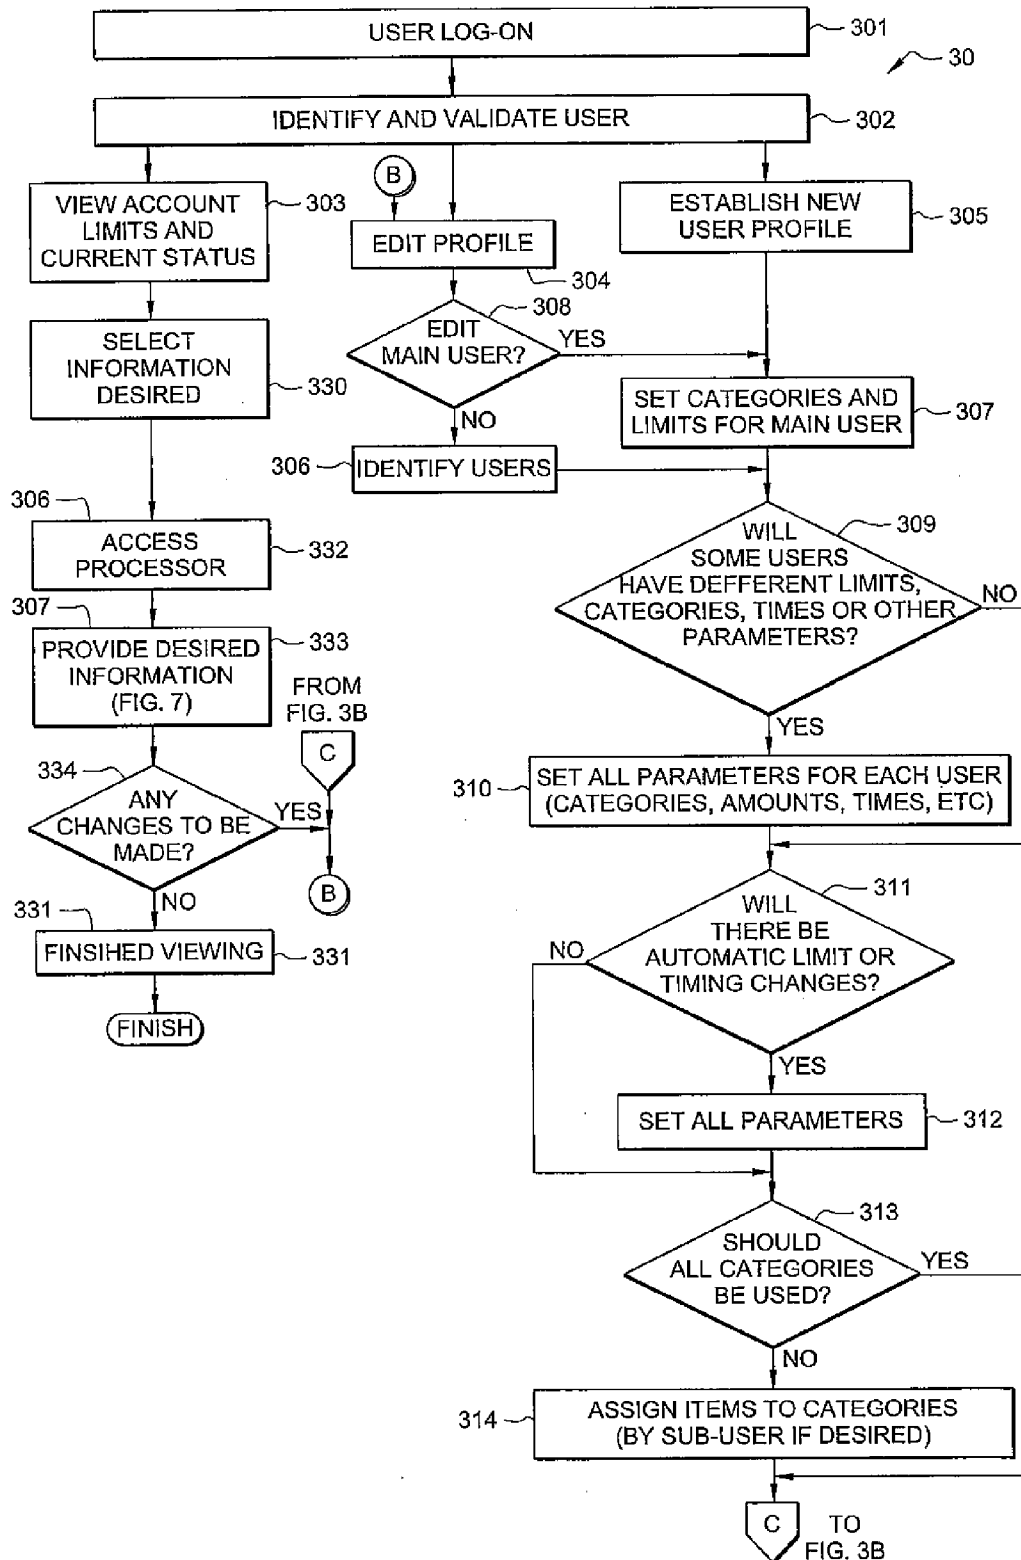 USER LOG-ON
301
30
IDENTIFY AND VALIDATE USER
302
B
VIEW ACCOUNT
LIMITS AND
CURRENT STATUS
303
EDIT PROFILE
304
ESTABLISH NEW
USER PROFILE
305
308
EDIT
MAIN USER?
YES
NO
SELECT
INFORMATION
DESIRED
330
SET CATEGORIES AND
LIMITS FOR MAIN USER
307
306
IDENTIFY USERS
306
ACCESS
PROCESSOR
332
309
WILL
SOME USERS
HAVE DEFFERENT LIMITS,
CATEGORIES, TIMES OR OTHER
PARAMETERS?
NO
YES
307
PROVIDE DESIRED
INFORMATION
(FIG. 7)
333
FROM
FIG. 3B
C
334
ANY
CHANGES TO BE
MADE?
YES
NO
B
310
SET ALL PARAMETERS FOR EACH USER
(CATEGORIES, AMOUNTS, TIMES, ETC)
331
FINSIHED VIEWING
331
FINISH
311
WILL
THERE BE
AUTOMATIC LIMIT OR
TIMING CHANGES?
NO
YES
SET ALL PARAMETERS
312
313
SHOULD
ALL CATEGORIES
BE USED?
YES
NO
314
ASSIGN ITEMS TO CATEGORIES
(BY SUB-USER IF DESIRED)
C
TO
FIG. 3B